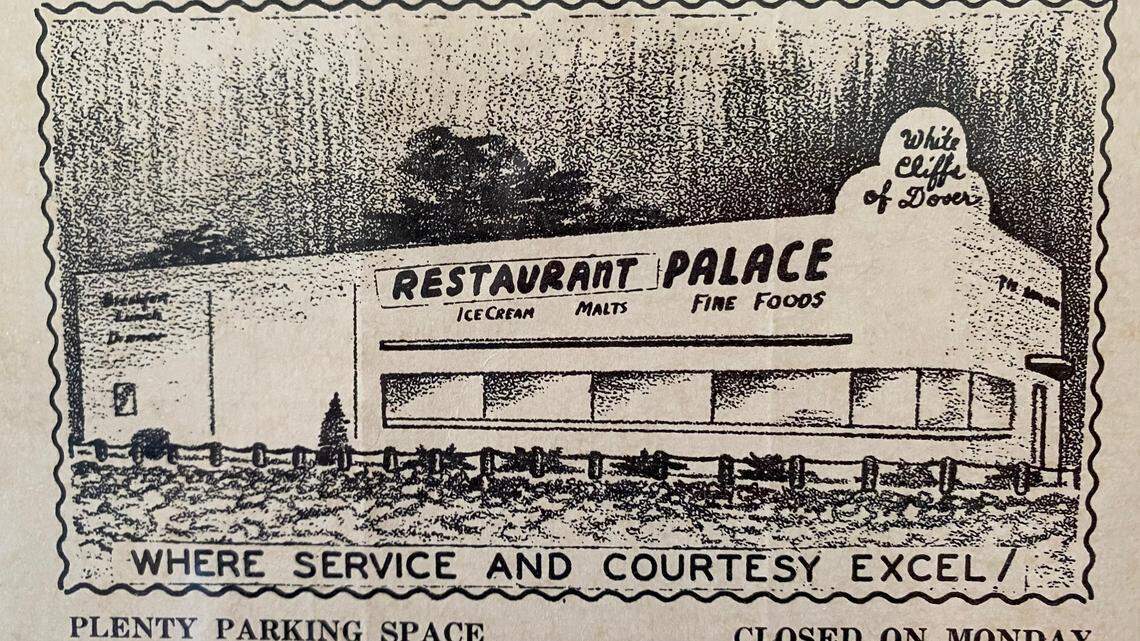 White
Cliffs
of Dover
RESTAURANT PALACE
ICE CREAM MALTS FINE FOODS
Breakfast
Lunch
Dinner
WHERE SERVICE AND COURTESY EXCEL!
PLENTY PARKING SPACE CLOSED ON MONDAY